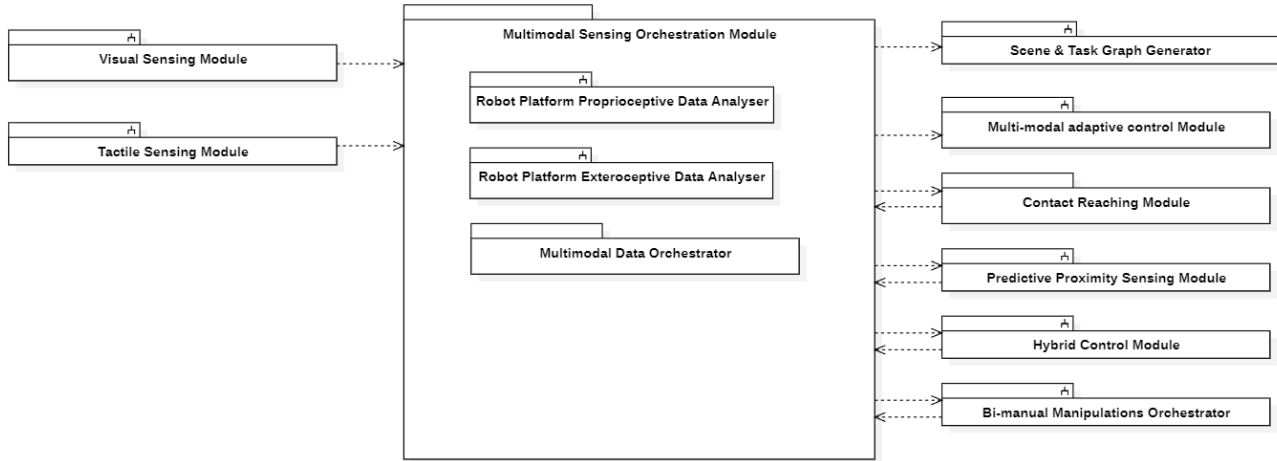 Visual Sensing Module
Tactile Sensing Module
Multimodal Sensing Orchestration Module
Robot Platform Proprioceptive Data Analyser
Robot Platform Exteroceptive Data Analyser
Multimodal Data Orchestrator
Scene & Task Graph Generator
Multi-modal adaptive control Module
Contact Reaching Module
Predictive Proximity Sensing Module
Hybrid Control Module
Bi-manual Manipulations Orchestrator